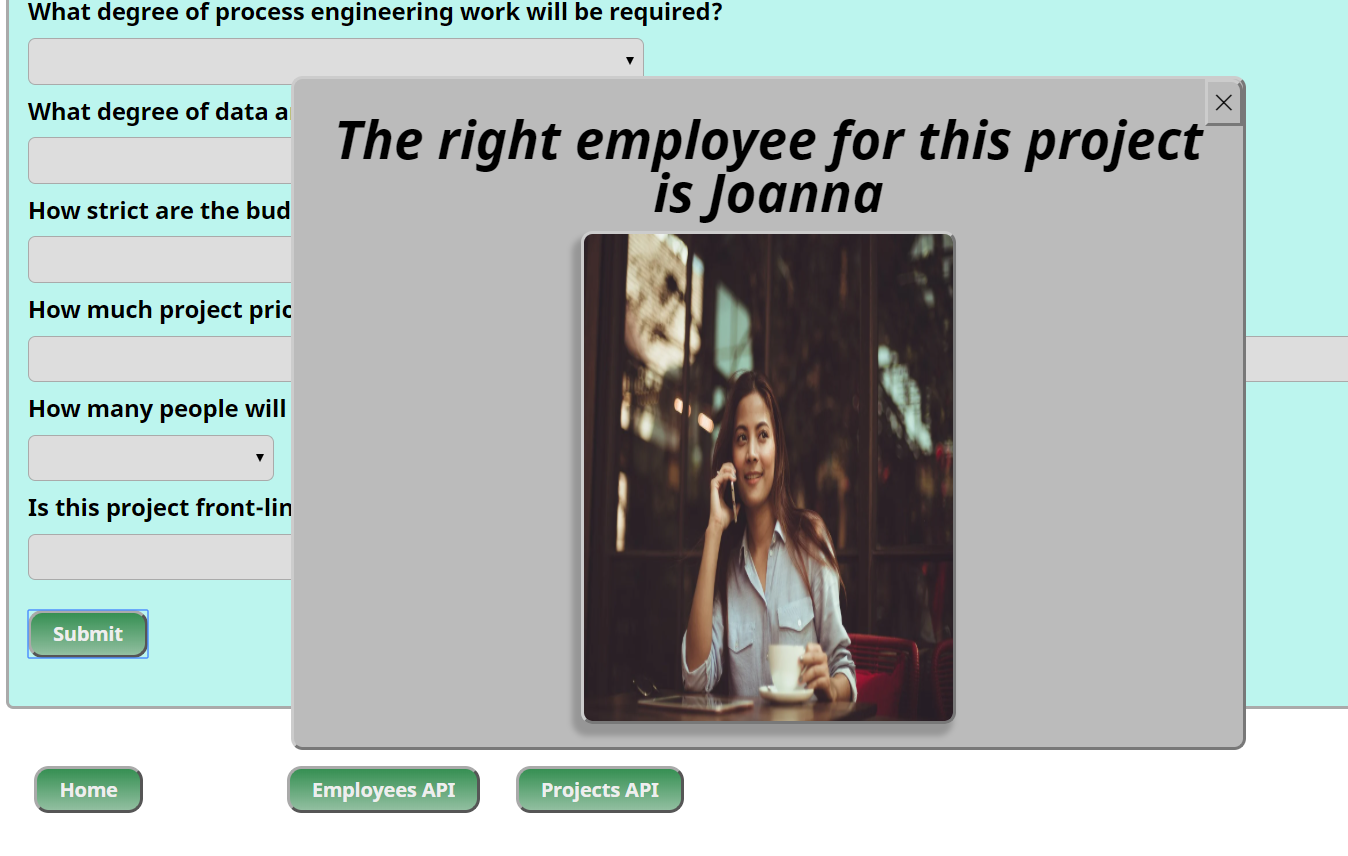 What degree of process engineering work will be required?
What degree of data
How strict are the bud
How much project prio
How many people will
Is this project front-lin
The right employee for this project
is Joanna
Submit
Home
Employees API
Projects API